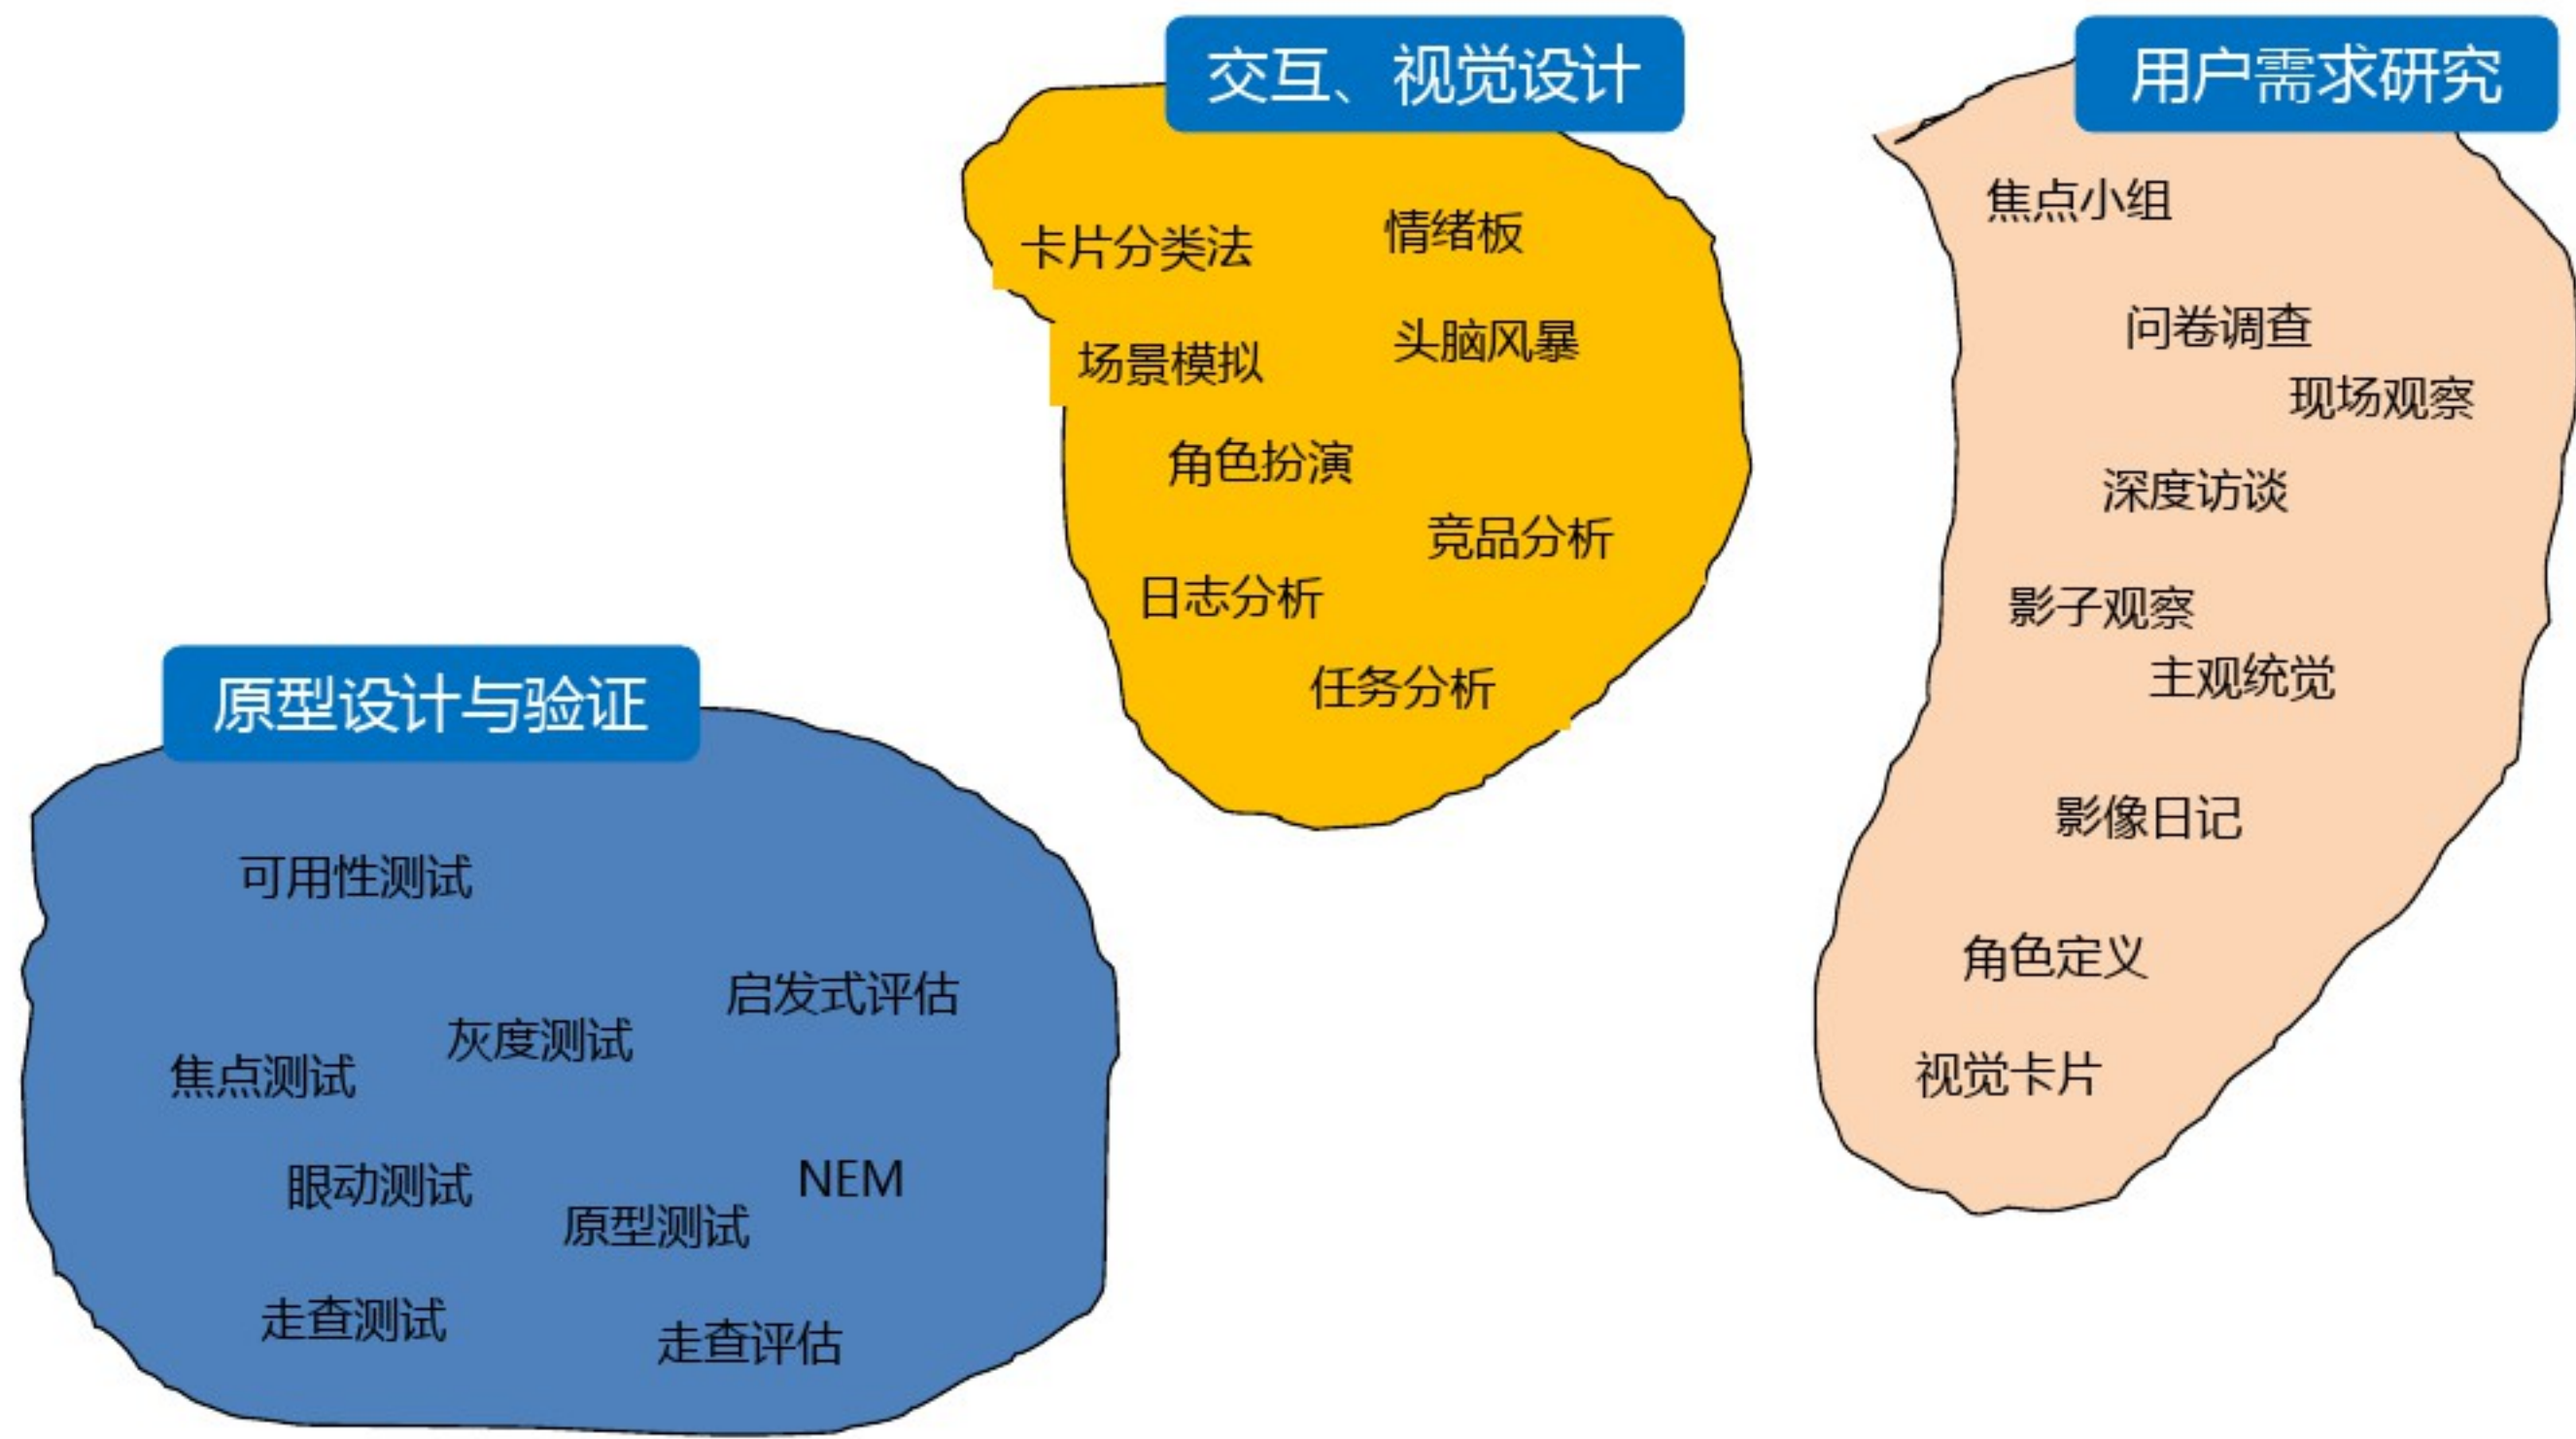 交互、视觉设计
卡片分类法
情绪板
场景模拟
头脑风暴
角色扮演
竞品分析
日志分析
任务分析
用户需求研究
焦点小组
问卷调查
现场观察
深度访谈
影子观察
主观统觉
影像日记
角色定义
视觉卡片
原型设计与验证
可用性测试
启发式评估
灰度测试
焦点测试
眼动测试
NEM
原型测试
走查测试
走查评估